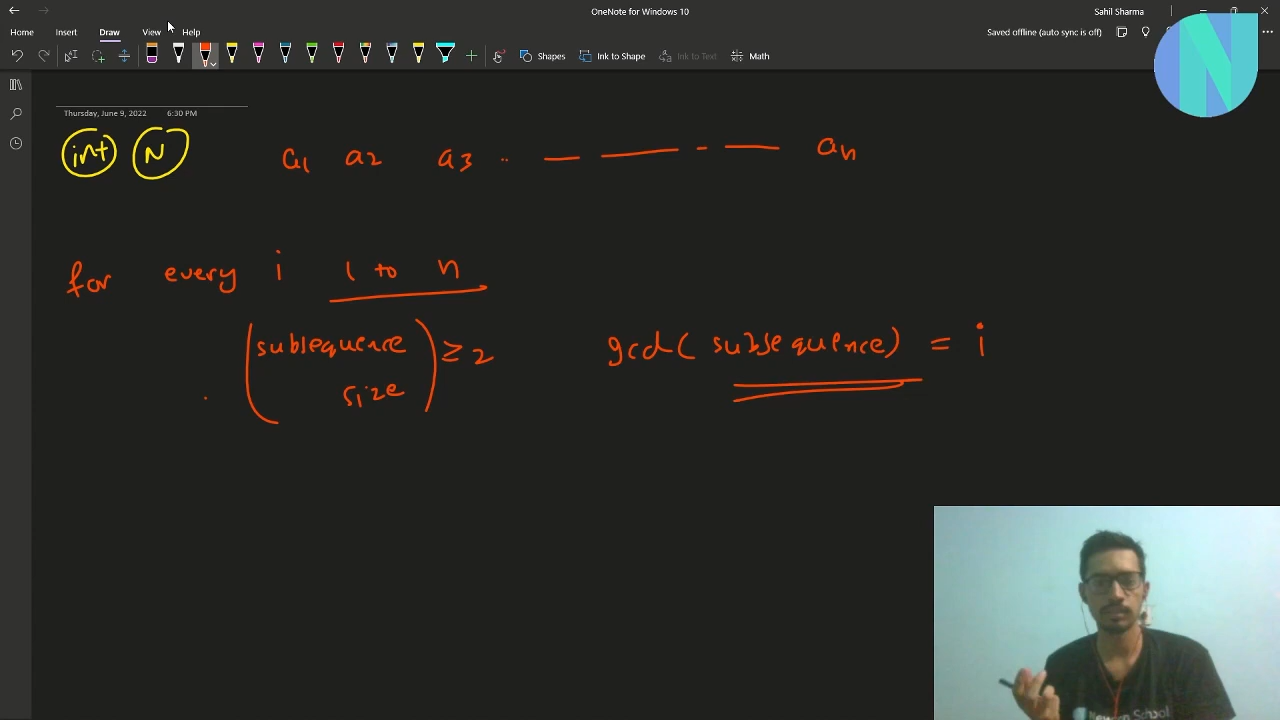 OneNote for Windows 10
Sahil Sharma
Home Insert Draw View Help
Saved offline (auto sync is off)
Shapes Ink to Shape Ink to Text Math
Thursday, June 9, 2022 6:30 PM
int N a1 a2 a3 .. — — - — an
for every i 1 to n
(subsequence size) ≥ 2 gcd( subsequence) = i
School